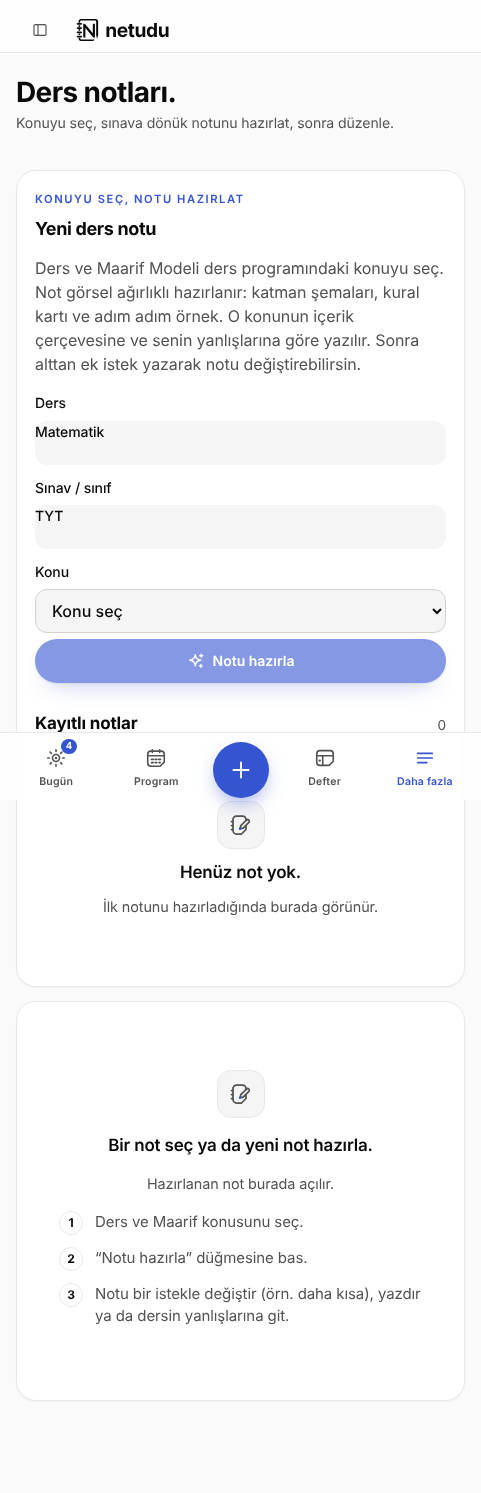 netudu
Ders notları.
Konuyu seç, sınava dönük notunu hazırlat, sonra düzenle.
KONUYU SEÇ, NOTU HAZIRLAT
Yeni ders notu
Ders ve Maarif Modeli ders programındaki konuyu seç.
Not görsel ağırlıklı hazırlanır: katman şemaları, kural
kartı ve adım adım örnek. O konunun içerik
çerçevesine ve senin yanlışlarına göre yazılır. Sonra
alttan ek istek yazarak notu değiştirebilirsin.
Ders
Matematik
Sınav / sınıf
TYT
Konu
Konu seç
Notu hazırla
Kayıtlı notlar
0
4
Bugün
Program
Defter
Daha fazla
Henüz not yok.
İlk notunu hazırladığında burada görünür.
Bir not seç ya da yeni not hazırla.
Hazırlanan not burada açılır.
1 Ders ve Maarif konusunu seç.
2 “Notu hazırla” düğmesine bas.
3 Notu bir istekle değiştir (örn. daha kısa), yazdır
ya da dersin yanlışlarına git.